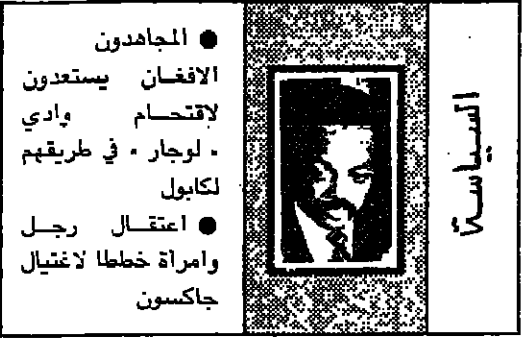 السياسة
● المجاهدون
الافغان يستعدون
لاقتحام وادي
« لوجار » في طريقهم
لكابول
● اعتقال رجل
وامرأة خططا لاغتيال
جاكسون